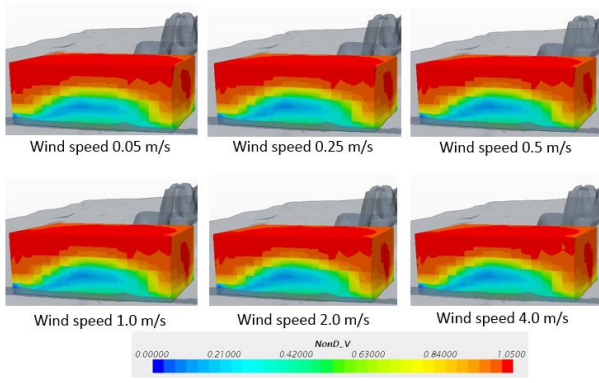 Wind speed 0.05 m/s
Wind speed 0.25 m/s
Wind speed 0.5 m/s
Wind speed 1.0 m/s
Wind speed 2.0 m/s
Wind speed 4.0 m/s
NonD_V
0.00000 0.21000 0.42000 0.63000 0.84000 1.0500